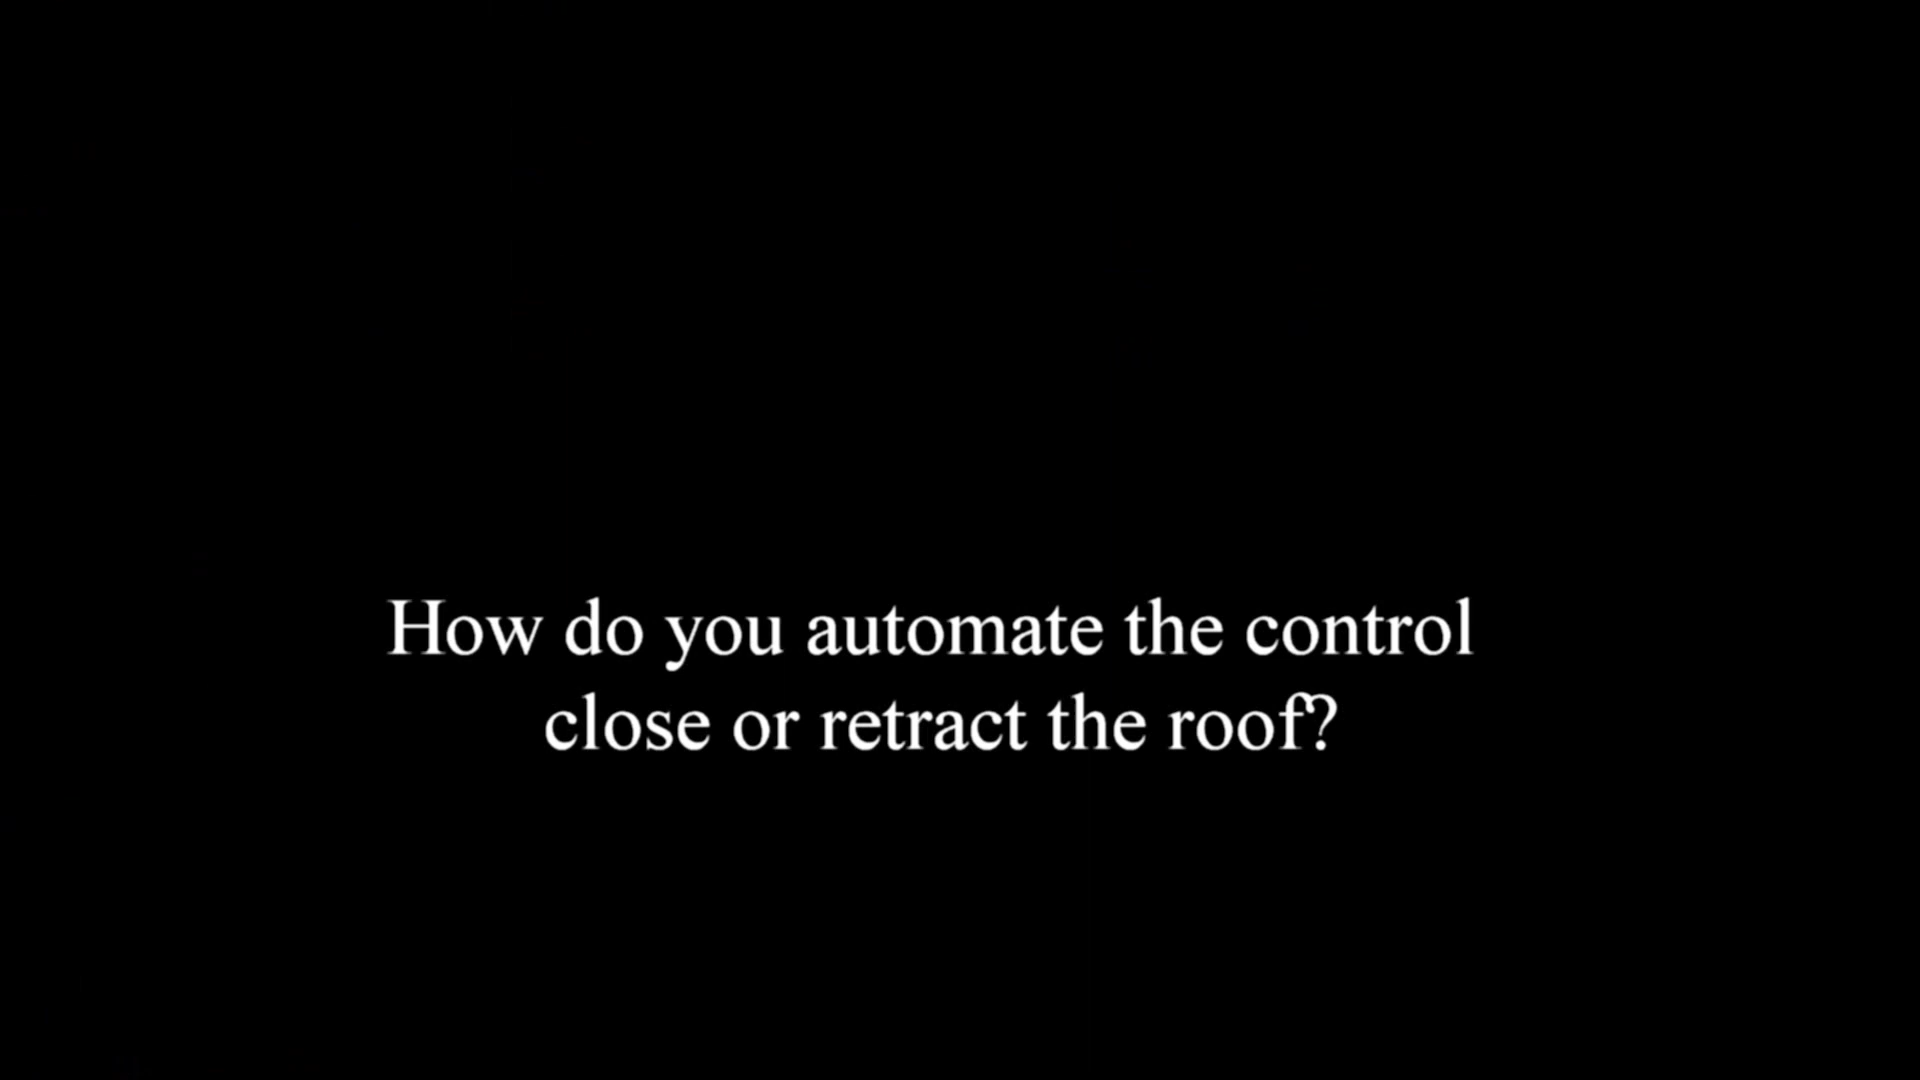 How do you automate the control
close or retract the roof?